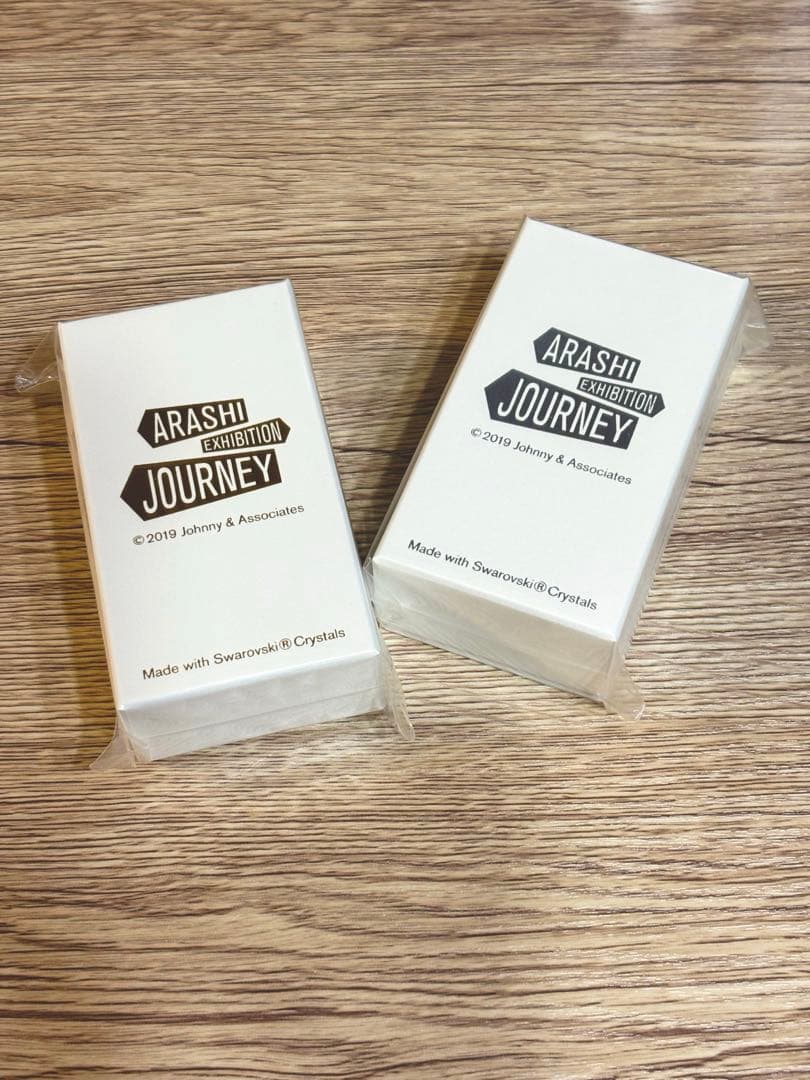 ARASHI
EXHIBITION
JOURNEY
©2019 Johnny & Associates
Made with Swarovski® Crystals
ARASHI
EXHIBITION
JOURNEY
©2019 Johnny & Associates
Made with Swarovski® Crystals